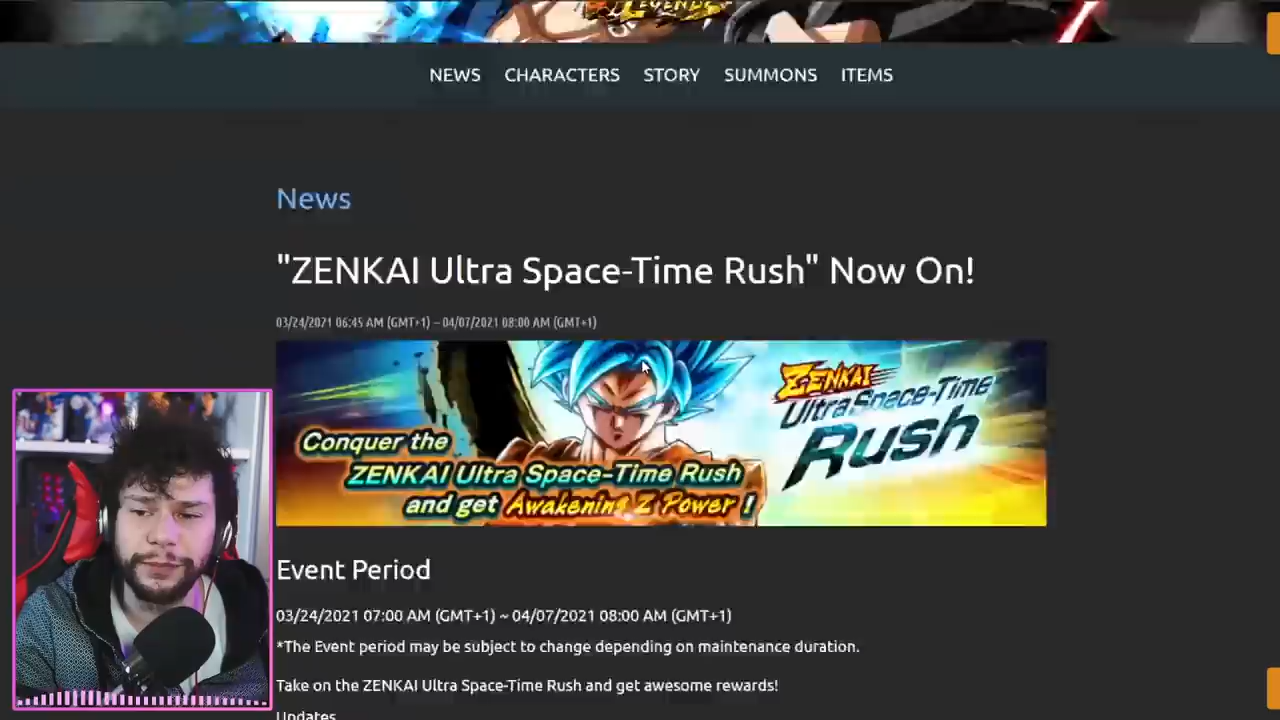 LEGENDS
NEWS CHARACTERS STORY SUMMONS ITEMS
News
"ZENKAI Ultra Space-Time Rush" Now On!
03/24/2021 06:45 AM (GMT+1) – 04/07/2021 08:00 AM (GMT+1)
Conquer the
ZENKAI Ultra Space-Time Rush
and get Awakening Z Power !
ZENKAI
Ultra Space-Time
Rush
Event Period
03/24/2021 07:00 AM (GMT+1) ~ 04/07/2021 08:00 AM (GMT+1)
*The Event period may be subject to change depending on maintenance duration.
Take on the ZENKAI Ultra Space-Time Rush and get awesome rewards!
Updates